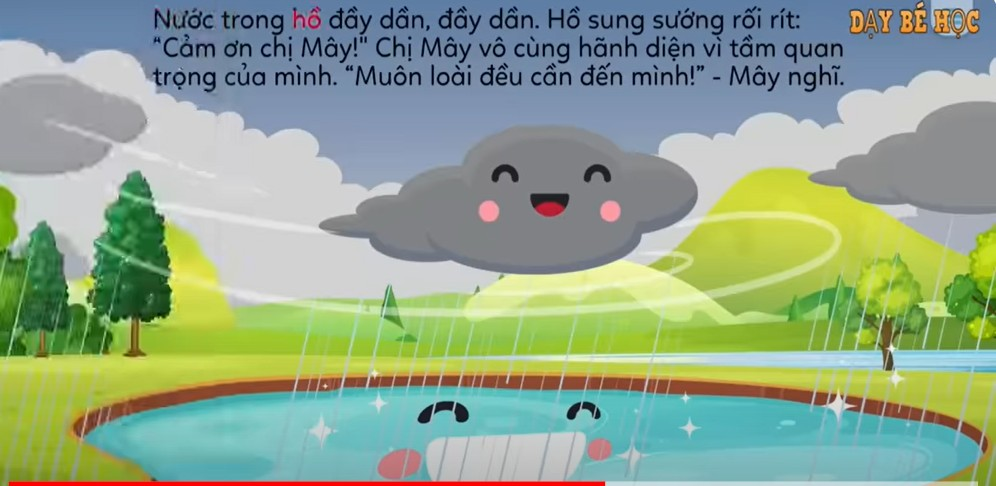 Nước trong hồ đầy dần, đầy dần. Hồ sung sướng rối rít:
“Cảm ơn chị Mây!" Chị Mây vô cùng hãnh diện vì tầm quan
trọng của mình. “Muôn loài đều cần đến mình!” - Mây nghĩ.
DẠY BÉ HỌC